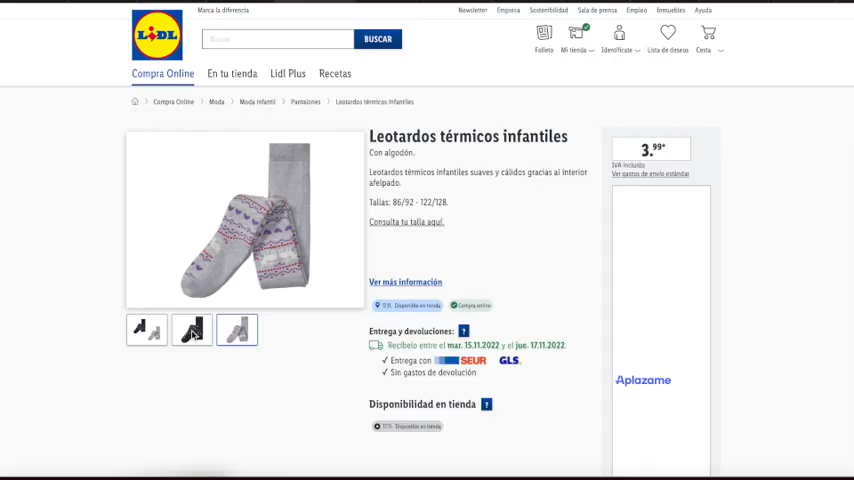 Marca la diferencia
Newsletter Empresa Sostenibilidad Sala de prensa Empleo Inmuebles Ayuda
LIDL
Buscar
BUSCAR
Folleto Mi tienda Identifícate Lista de deseos Cesta
Compra Online En tu tienda Lidl Plus Recetas
Compra Online Moda Moda infantil Pantalones Leotardos térmicos infantiles
Leotardos térmicos infantiles
Con algodón.
Leotardos térmicos infantiles suaves y cálidos gracias al interior
afelpado.
Tallas: 86/92 - 122/128.
Consulta tu talla aquí.
Ver más información
17.11. Disponible en tienda
Compra online
Entrega y devoluciones: ?
Recíbelo entre el mar. 15.11.2022 y el jue. 17.11.2022.
✓ Entrega con SEUR GLS.
✓ Sin gastos de devolución
Disponibilidad en tienda ?
17.11. Disponible en tienda
3.99*
IVA incluido
Ver gastos de envío estándar
Aplazame